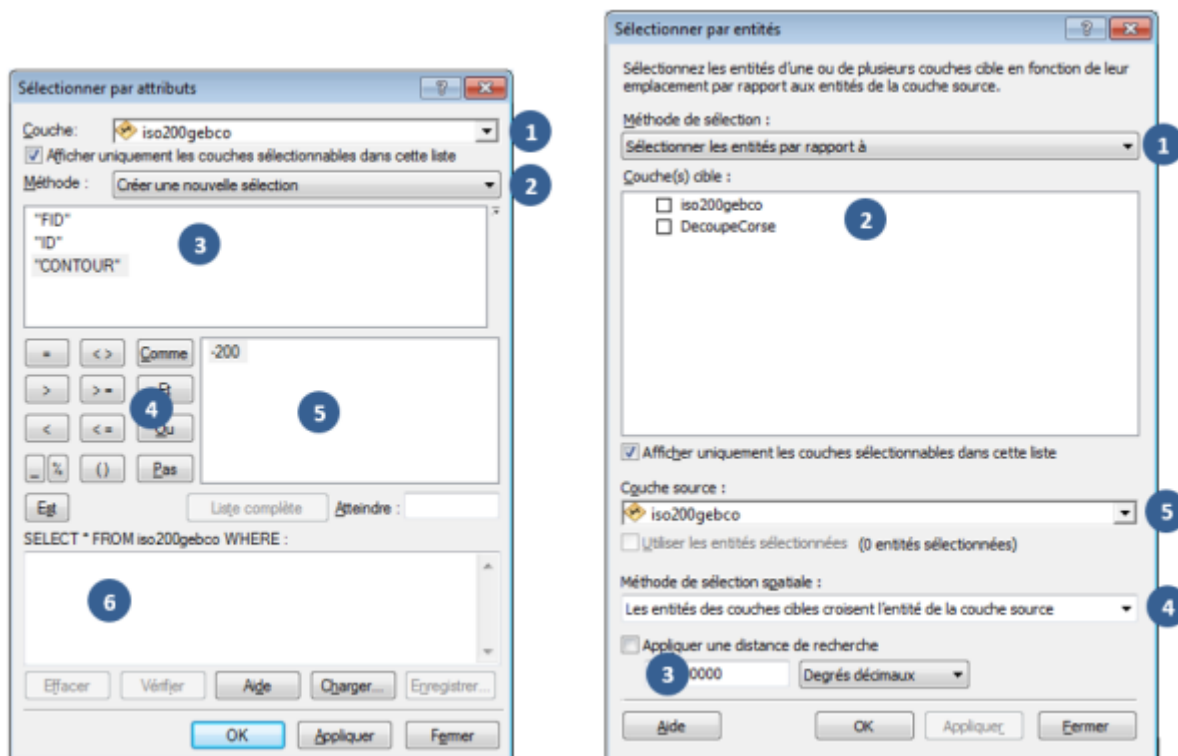 Sélectionner par attributs
Couche: iso200gebco
1
Afficher uniquement les couches sélectionnables dans cette liste
Méthode : Créer une nouvelle sélection
2
"FID"
"ID"
"CONTOUR"
3
= < > Comme
> > = Et
< < = Ou
_ % () Pas
4
-200
5
Est
Liste complète
Atteindre :
SELECT * FROM iso200gebco WHERE :
6
Effacer Vérifier Aide Charger... Enregistrer...
OK Appliquer Fermer
Sélectionner par entités
Sélectionnez les entités d'une ou de plusieurs couches cible en fonction de leur
emplacement par rapport aux entités de la couche source.
Méthode de sélection :
Sélectionner les entités par rapport à
1
Couche(s) cible :
iso200gebco
DecoupeCorse
2
Afficher uniquement les couches sélectionnables dans cette liste
Couche source :
iso200gebco
5
Utiliser les entités sélectionnées (0 entités sélectionnées)
Méthode de sélection spatiale :
Les entités des couches cibles croisent l'entité de la couche source
4
Appliquer une distance de recherche
3
0000 Degrés décimaux
Aide OK Appliquer Fermer